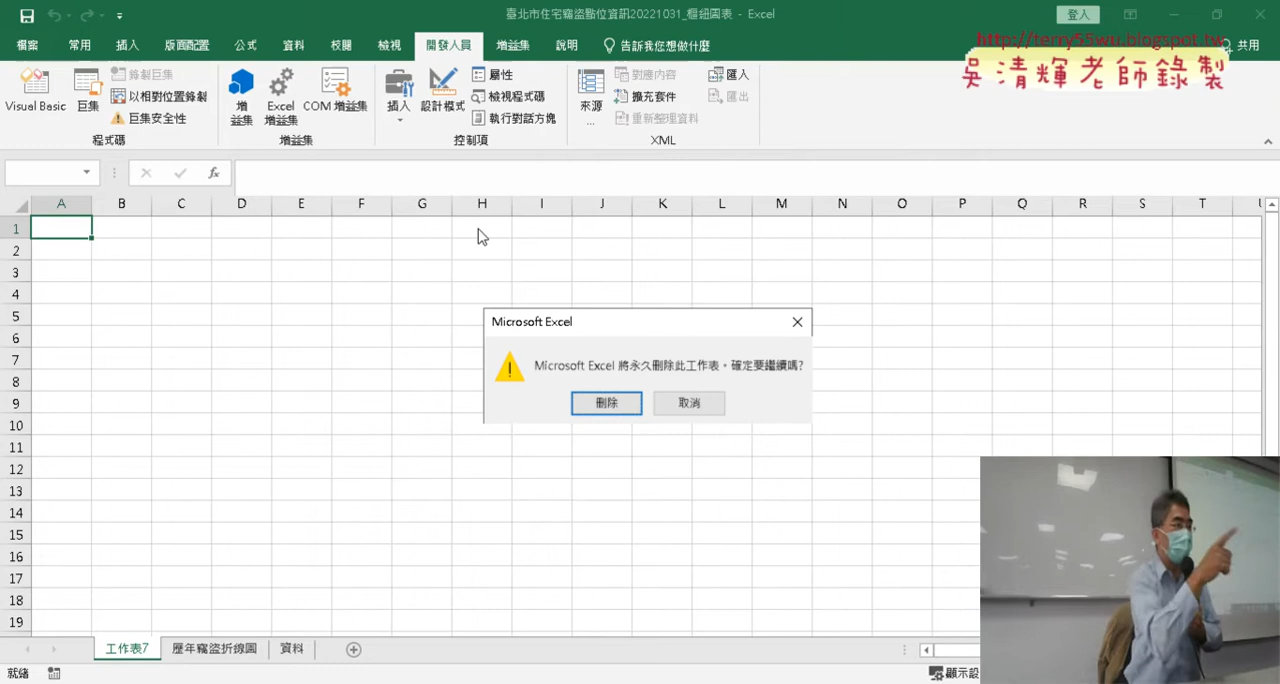 臺北市住宅竊盜點位資訊20221031_樞紐圖表 - Excel
登入
檔案 常用 插入 版面配置 公式 資料 校閱 檢視 開發人員 增益集 說明 告訴我您想做什麼 共用
http://terry55wu.blogspot.tw
吳清輝老師錄製
Visual Basic 巨集 錄製巨集 以相對位置錄製 巨集安全性
程式碼
增益集 Excel 增益集 COM 增益集
增益集
插入 設計模式 屬性 檢視程式碼 執行對話方塊
控制項
來源... 對應內容 擴充套件 重新整理資料 匯入 匯出
XML
fx
A B C D E F G H I J K L M N O P Q R S T
1
2
3
4
5
6
7
8
9
10
11
12
13
14
15
16
17
18
19
Microsoft Excel
Microsoft Excel 將永久刪除此工作表。確定要繼續嗎?
刪除 取消
工作表7 歷年竊盜折線圖 資料
就緒 顯示設